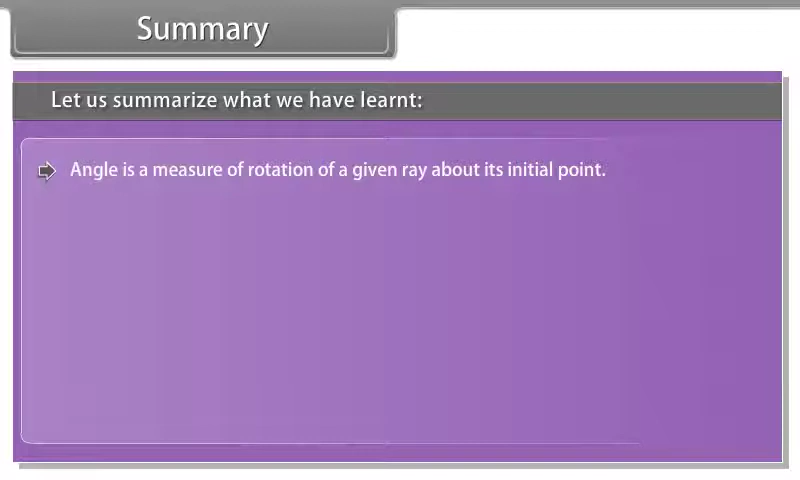 Summary
Let us summarize what we have learnt:
Angle is a measure of rotation of a given ray about its initial point.